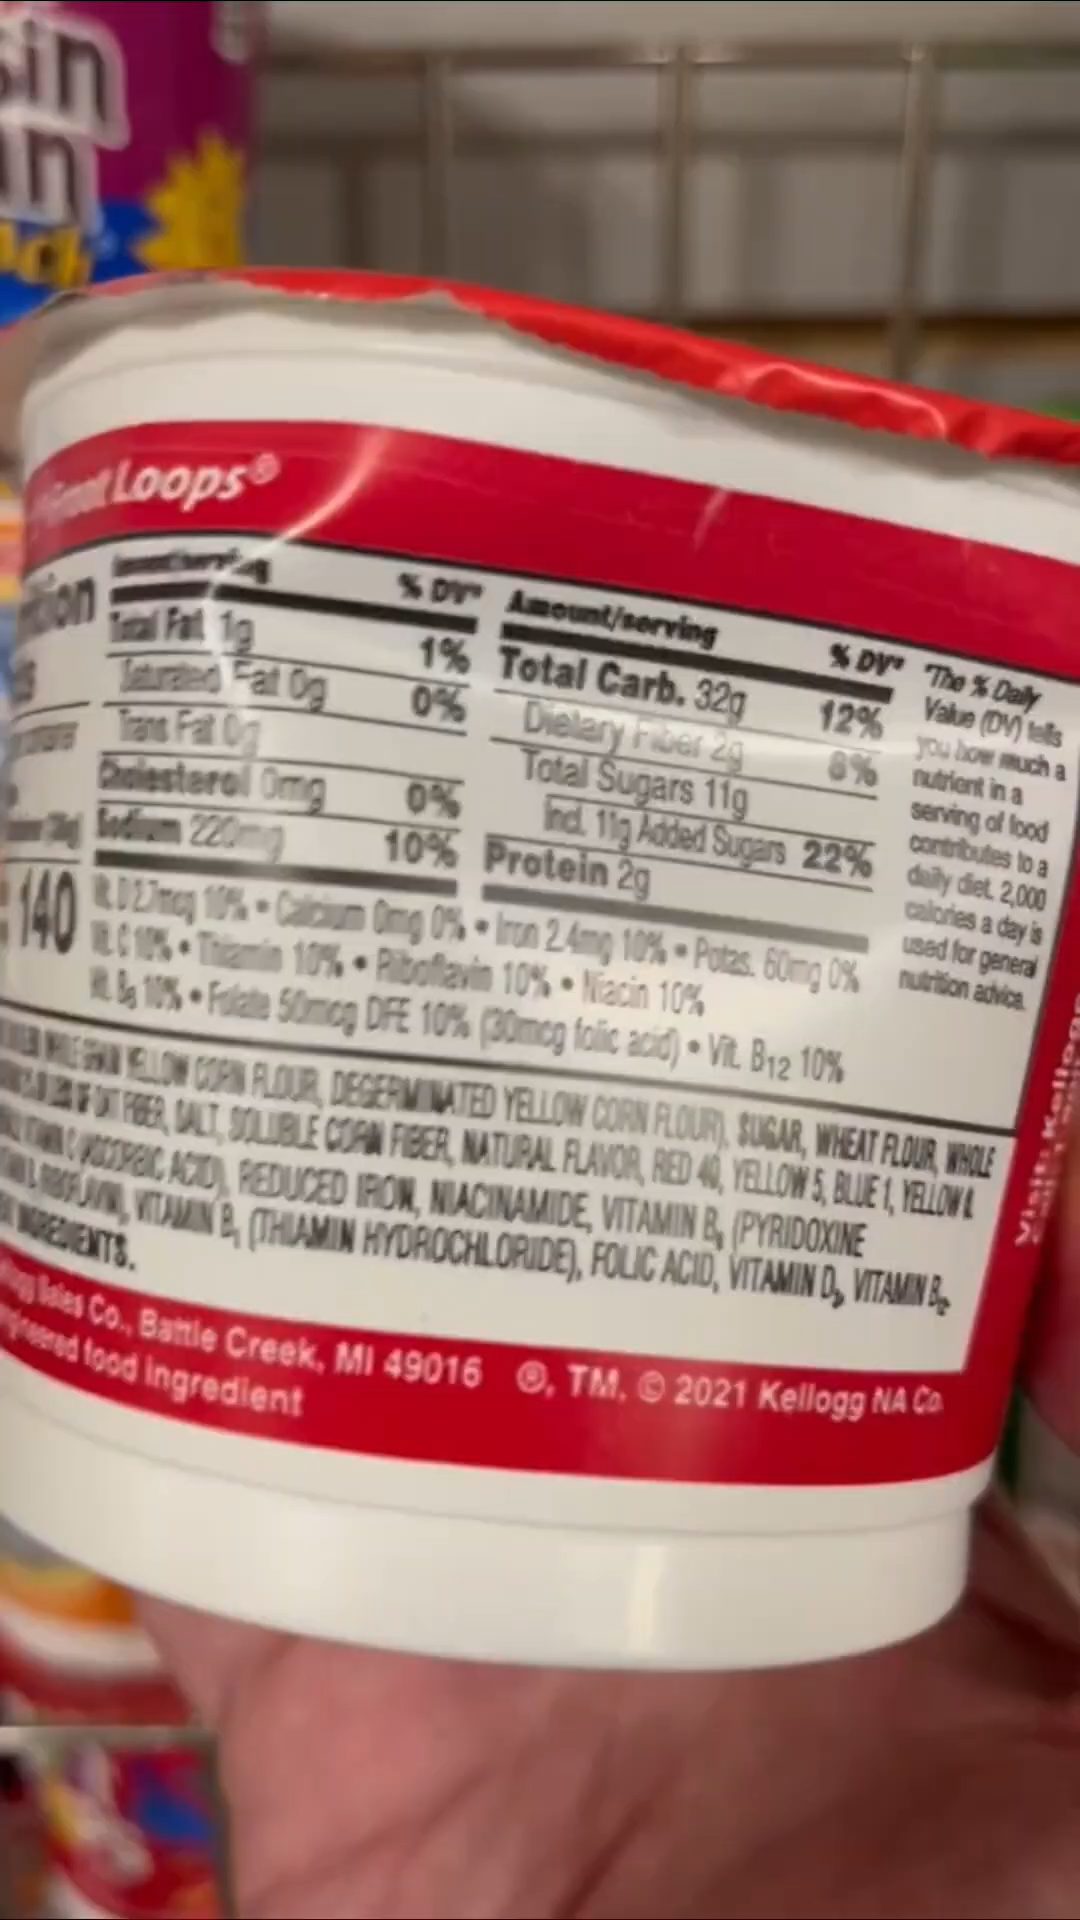 Froot Loops®
% DV*
Total Fat 1g 1%
Saturated Fat 0g 0%
Trans Fat 0g
Cholesterol 0mg 0%
Sodium 220mg 10%
Amount/serving % DV*
Total Carb. 32g 12%
Dietary Fiber 2g 8%
Total Sugars 11g
Incl. 11g Added Sugars 22%
Protein 2g
140
Vit. D 2.7mcg 10% • Calcium 0mg 0% • Iron 2.4mg 10% • Potas. 60mg 0%
Vit. C 10% • Thiamin 10% • Riboflavin 10% • Niacin 10%
Vit. B6 10% • Folate 50mcg DFE 10% (30mcg folic acid) • Vit. B12 10%
*The % Daily
Value (DV) tells
you how much a
nutrient in a
serving of food
contributes to a
daily diet. 2,000
calories a day is
used for general
nutrition advice.
YELLOW CORN FLOUR, DEGERMINATED YELLOW CORN FLOUR), SUGAR, WHEAT FLOUR, WHOLE
OAT FIBER, SALT, SOLUBLE CORN FIBER, NATURAL FLAVOR, RED 40, YELLOW 5, BLUE 1, YELLOW 6,
VITAMIN C (ASCORBIC ACID), REDUCED IRON, NIACINAMIDE, VITAMIN B6 (PYRIDOXINE
RIBOFLAVIN, VITAMIN B1 (THIAMIN HYDROCHLORIDE), FOLIC ACID, VITAMIN D3, VITAMIN B12.
INGREDIENTS.
Sales Co., Battle Creek, MI 49016 ®, TM, © 2021 Kellogg NA Co.
food ingredient
Visit: Kellogg